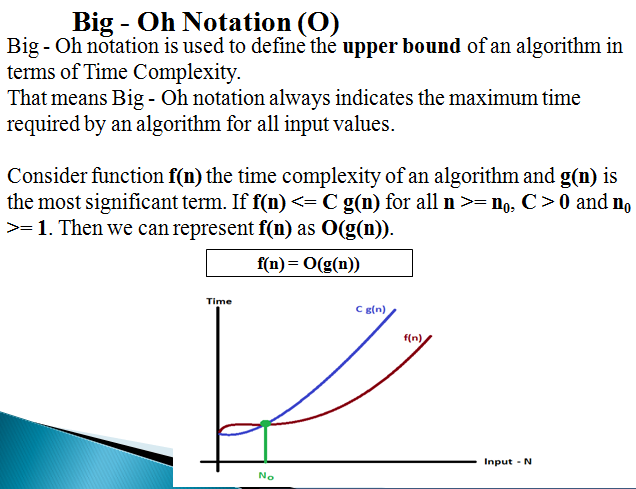 Big - Oh Notation (O)
Big - Oh notation is used to define the upper bound of an algorithm in
terms of Time Complexity.
That means Big - Oh notation always indicates the maximum time
required by an algorithm for all input values.
Consider function f(n) the time complexity of an algorithm and g(n) is
the most significant term. If f(n) <= C g(n) for all n >= n₀, C > 0 and n₀
>= 1. Then we can represent f(n) as O(g(n)).
f(n) = O(g(n))
Time
C g(n)
f(n)
Input - N
N₀